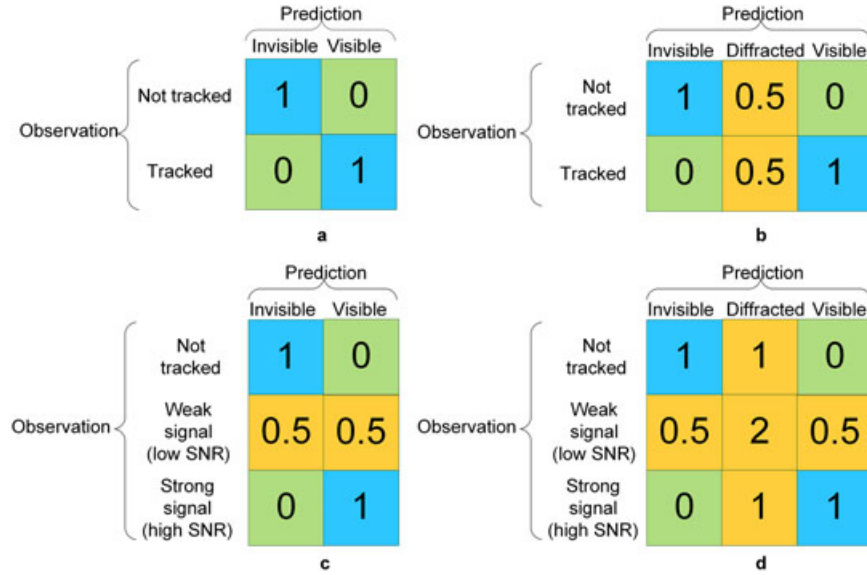 Prediction
Invisible Visible
Not tracked 1 0
Observation
Tracked 0 1
a
Prediction
Invisible Diffracted Visible
Not
tracked
1 0.5 0
Observation
Tracked 0 0.5 1
b
Prediction
Invisible Visible
Not
tracked
1 0
Observation
Weak
signal
(low SNR)
0.5 0.5
Strong
signal
(high SNR)
0 1
c
Prediction
Invisible Diffracted Visible
Not
tracked
1 1 0
Observation
Weak
signal
(low SNR)
0.5 2 0.5
Strong
signal
(high SNR)
0 1 1
d